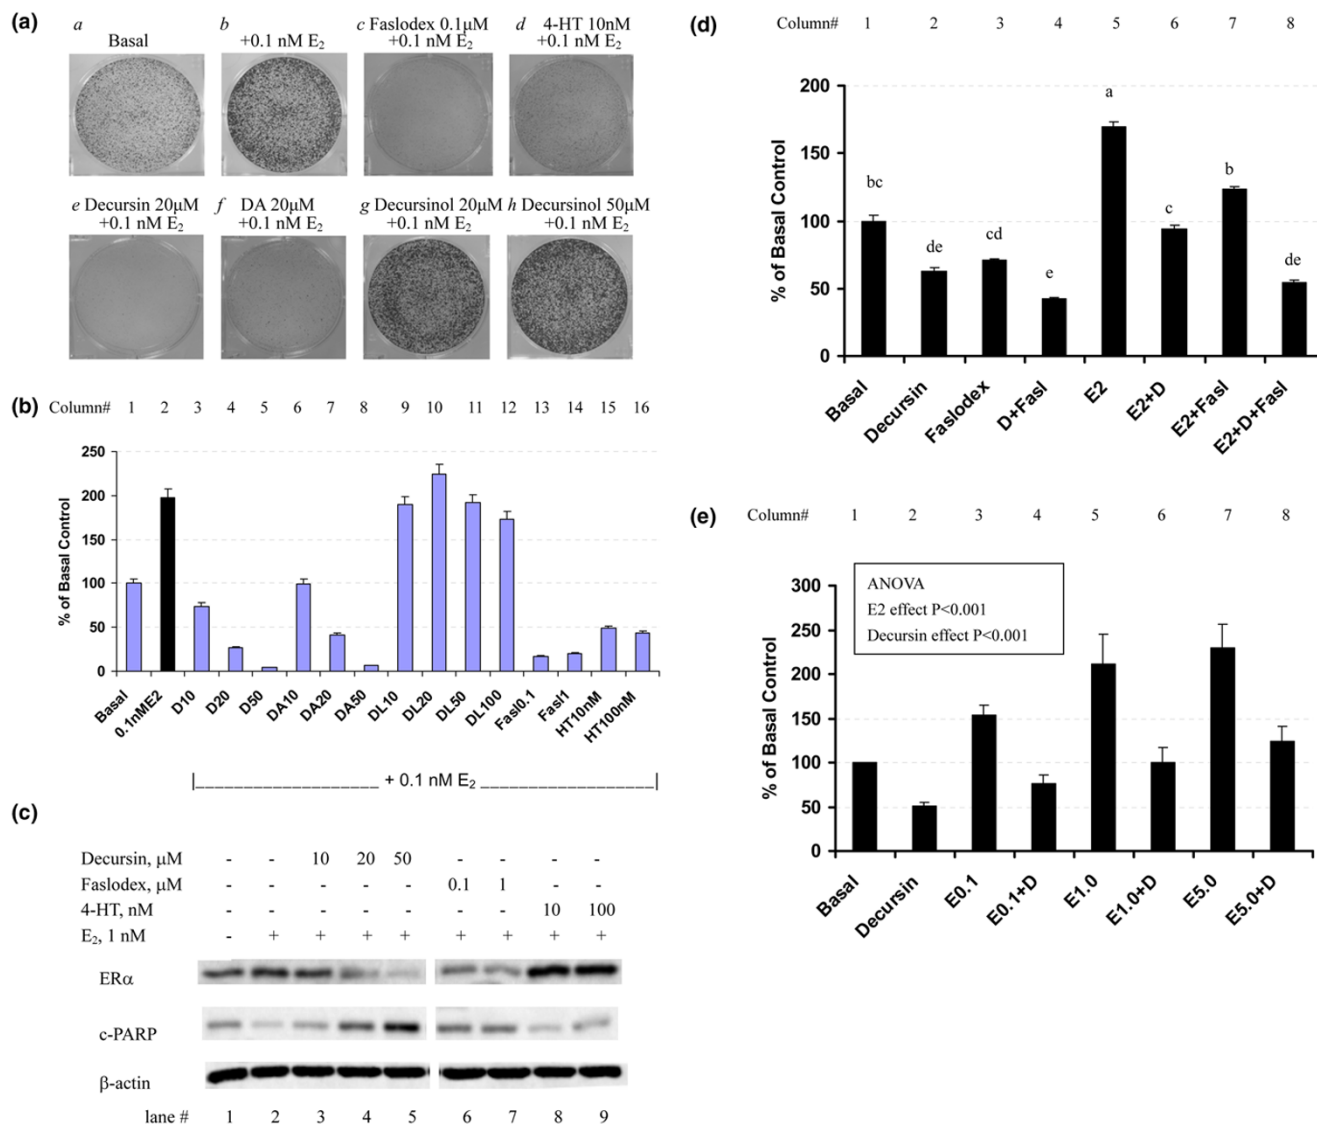 (a)
a
Basal
b
+0.1 nM E₂
c Faslodex 0.1μM
+0.1 nM E₂
d 4-HT 10nM
+0.1 nM E₂
e Decursin 20μM
+0.1 nM E₂
f DA 20μM
+0.1 nM E₂
g Decursinol 20μM
+0.1 nM E₂
h Decursinol 50μM
+0.1 nM E₂
(b) Column# 1 2 3 4 5 6 7 8 9 10 11 12 13 14 15 16
% of Basal Control
250
200
150
100
50
0
Basal 0.1nME2 D10 D20 D50 DA10 DA20 DA50 DL10 DL20 DL50 DL100 Fasl0.1 Fasl1 HT10nM HT100nM
+ 0.1 nM E₂
(c)
Decursin, μM - - 10 20 50 - - - -
Faslodex, μM - - - - - 0.1 1 - -
4-HT, nM - - - - - - - 10 100
E₂, 1 nM - + + + + + + + +
ERα
c-PARP
β-actin
lane # 1 2 3 4 5 6 7 8 9
(d) Column# 1 2 3 4 5 6 7 8
% of Basal Control
200
150
100
50
0
bc de cd e a c b de
Basal Decursin Faslodex D+Fasl E2 E2+D E2+Fasl E2+D+Fasl
(e) Column# 1 2 3 4 5 6 7 8
ANOVA
E2 effect P<0.001
Decursin effect P<0.001
% of Basal Control
300
250
200
150
100
50
0
Basal Decursin E0.1 E0.1+D E1.0 E1.0+D E5.0 E5.0+D